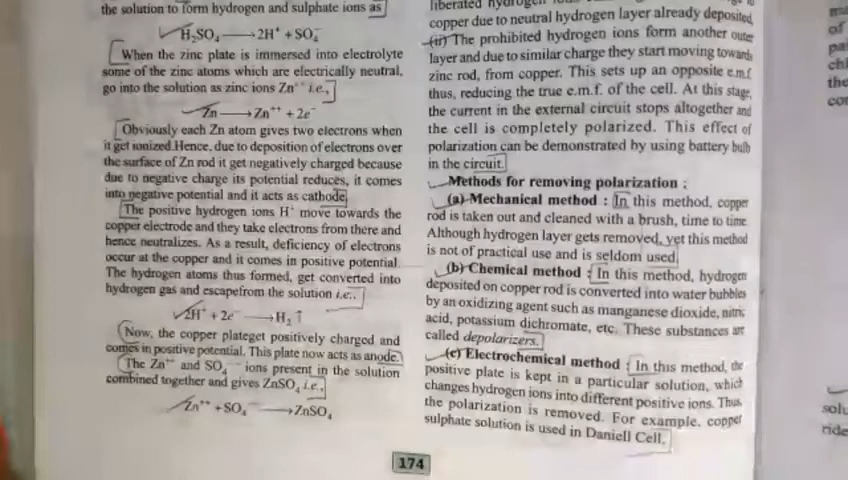 the solution to form hydrogen and sulphate ions as
H₂SO₄ ⟶ 2H⁺ + SO₄⁻
When the zinc plate is immersed into electrolyte
some of the zinc atoms which are electrically neutral,
go into the solution as zinc ions Zn⁺⁺ i.e.,
Zn ⟶ Zn⁺⁺ + 2e⁻
Obviously each Zn atom gives two electrons when
it get ionized.Hence, due to deposition of electrons over
the surface of Zn rod it get negatively charged because
due to negative charge its potential reduces, it comes
into negative potential and it acts as cathode.
The positive hydrogen ions H⁺ move towards the
copper electrode and they take electrons from there and
hence neutralizes. As a result, deficiency of electrons
occur at the copper and it comes in positive potential.
The hydrogen atoms thus formed, get converted into
hydrogen gas and escapefrom the solution i.e.,
2H⁺ + 2e⁻ ⟶ H₂ ↑
Now, the copper plateget positively charged and
comes in positive potential. This plate now acts as anode.
The Zn⁺⁺ and SO₄⁻⁻ ions present in the solution
combined together and gives ZnSO₄ i.e.,
Zn⁺⁺ + SO₄⁻⁻ ⟶ ZnSO₄
liberated hydrogen
copper due to neutral hydrogen layer already deposited.
(ii) The prohibited hydrogen ions form another outer
layer and due to similar charge they start moving towards
zinc rod, from copper. This sets up an opposite e.m.f.
thus, reducing the true e.m.f. of the cell. At this stage,
the current in the external circuit stops altogether and
the cell is completely polarized. This effect of
polarization can be demonstrated by using battery bulb
in the circuit.
Methods for removing polarization :
(a) Mechanical method : In this method, copper
rod is taken out and cleaned with a brush, time to time.
Although hydrogen layer gets removed, yet this method
is not of practical use and is seldom used.
(b) Chemical method : In this method, hydrogen
deposited on copper rod is converted into water bubbles
by an oxidizing agent such as manganese dioxide, nitric
acid, potassium dichromate, etc. These substances are
called depolarizers.
(c) Electrochemical method : In this method, the
positive plate is kept in a particular solution, which
changes hydrogen ions into different positive ions. Thus,
the polarization is removed. For example, copper
sulphate solution is used in Daniell Cell.
174
of
the